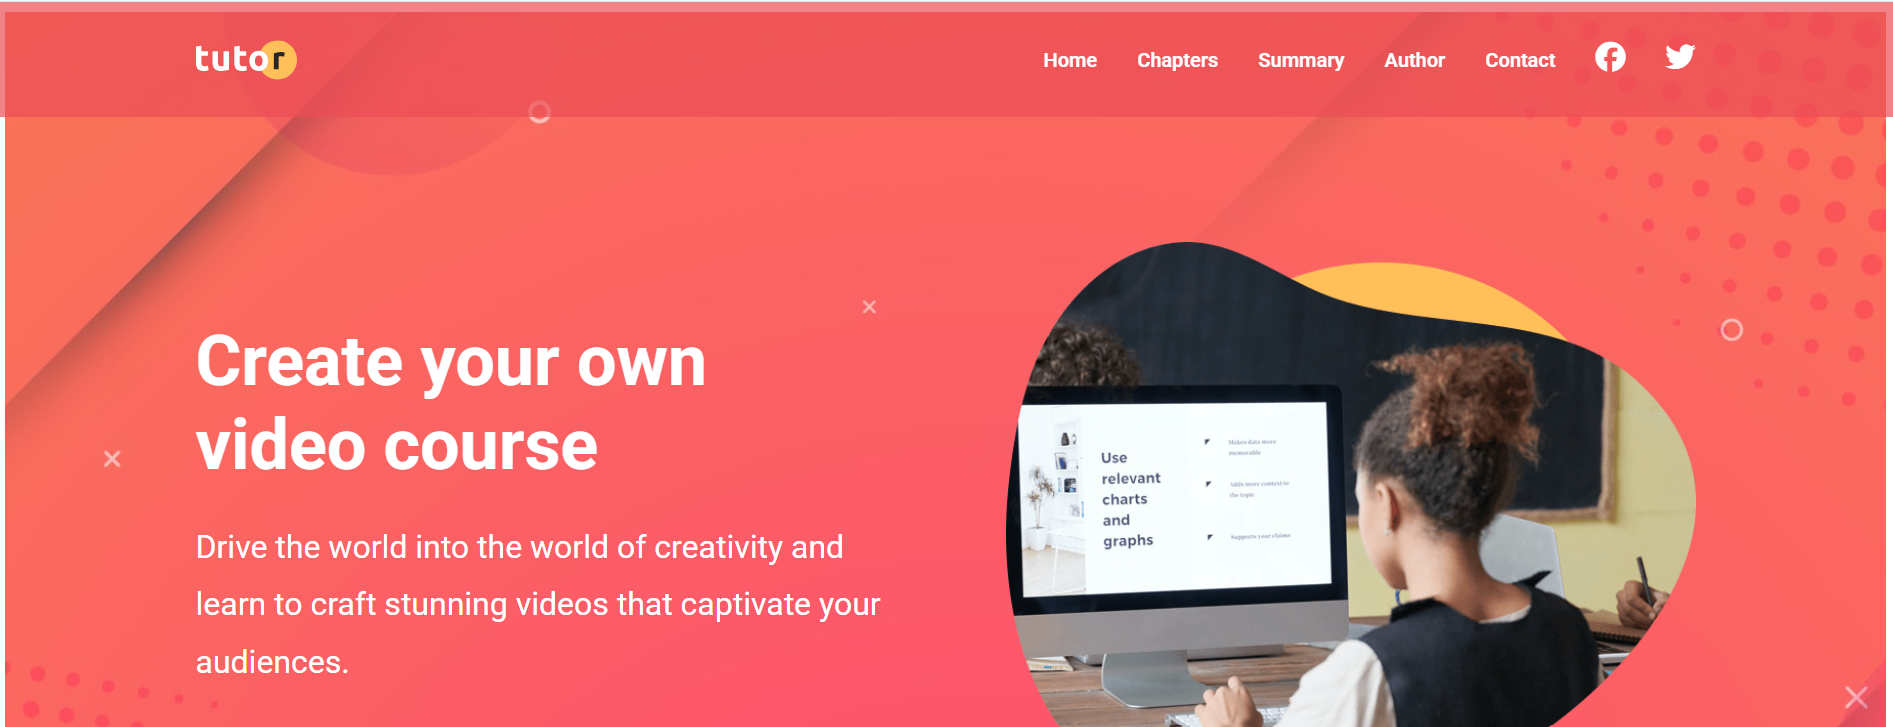 tutor
Home Chapters Summary Author Contact
Create your own
video course
Drive the world into the world of creativity and
learn to craft stunning videos that captivate your
audiences.
Use
relevant
charts
and
graphs
Makes data more
memorable
Adds more context to
the topic
Supports your claims